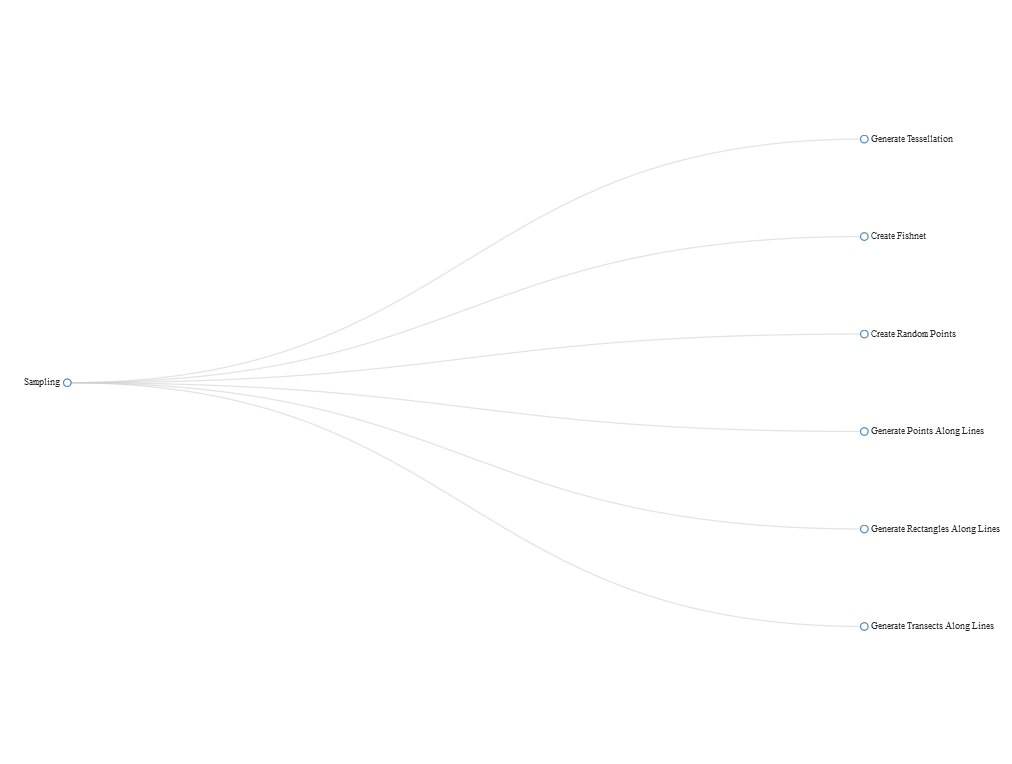 Generate Tessellation
Create Fishnet
Create Random Points
Sampling
Generate Points Along Lines
Generate Rectangles Along Lines
Generate Transects Along Lines